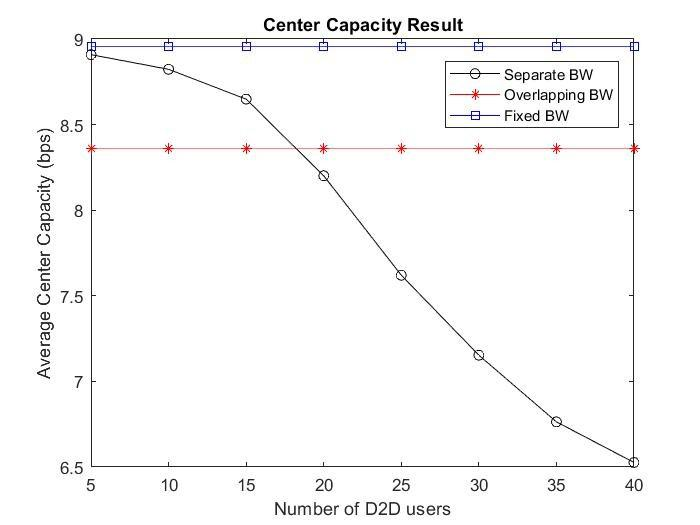 Center Capacity Result
9
8.5
8
7.5
7
6.5
Average Center Capacity (bps)
Separate BW
Overlapping BW
Fixed BW
5 10 15 20 25 30 35 40
Number of D2D users